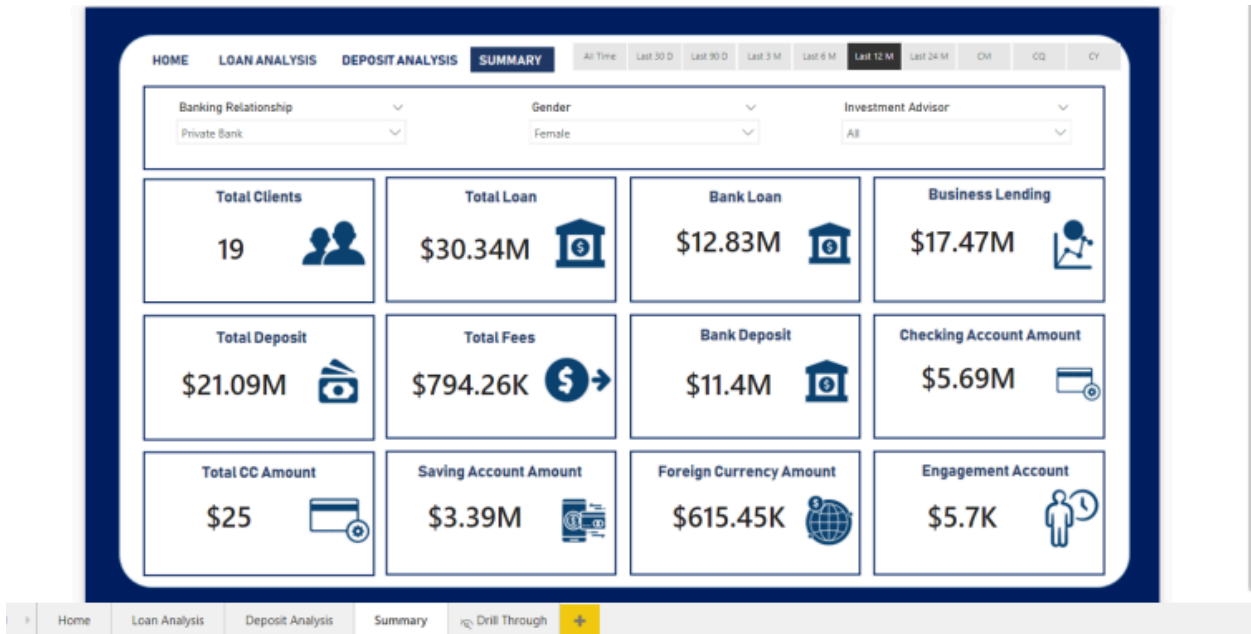 HOME LOAN ANALYSIS DEPOSIT ANALYSIS SUMMARY All Time Last 30 D Last 90 D Last 3 M Last 6 M Last 12 M Last 24 M CM CQ CY
Banking Relationship Gender Investment Advisor
Private Bank Female All
Total Clients Total Loan Bank Loan Business Lending
19 $30.34M $12.83M $17.47M
Total Deposit Total Fees Bank Deposit Checking Account Amount
$21.09M $794.26K $11.4M $5.69M
Total CC Amount Saving Account Amount Foreign Currency Amount Engagement Account
$25 $3.39M $615.45K $5.7K
Home Loan Analysis Deposit Analysis Summary Drill Through +